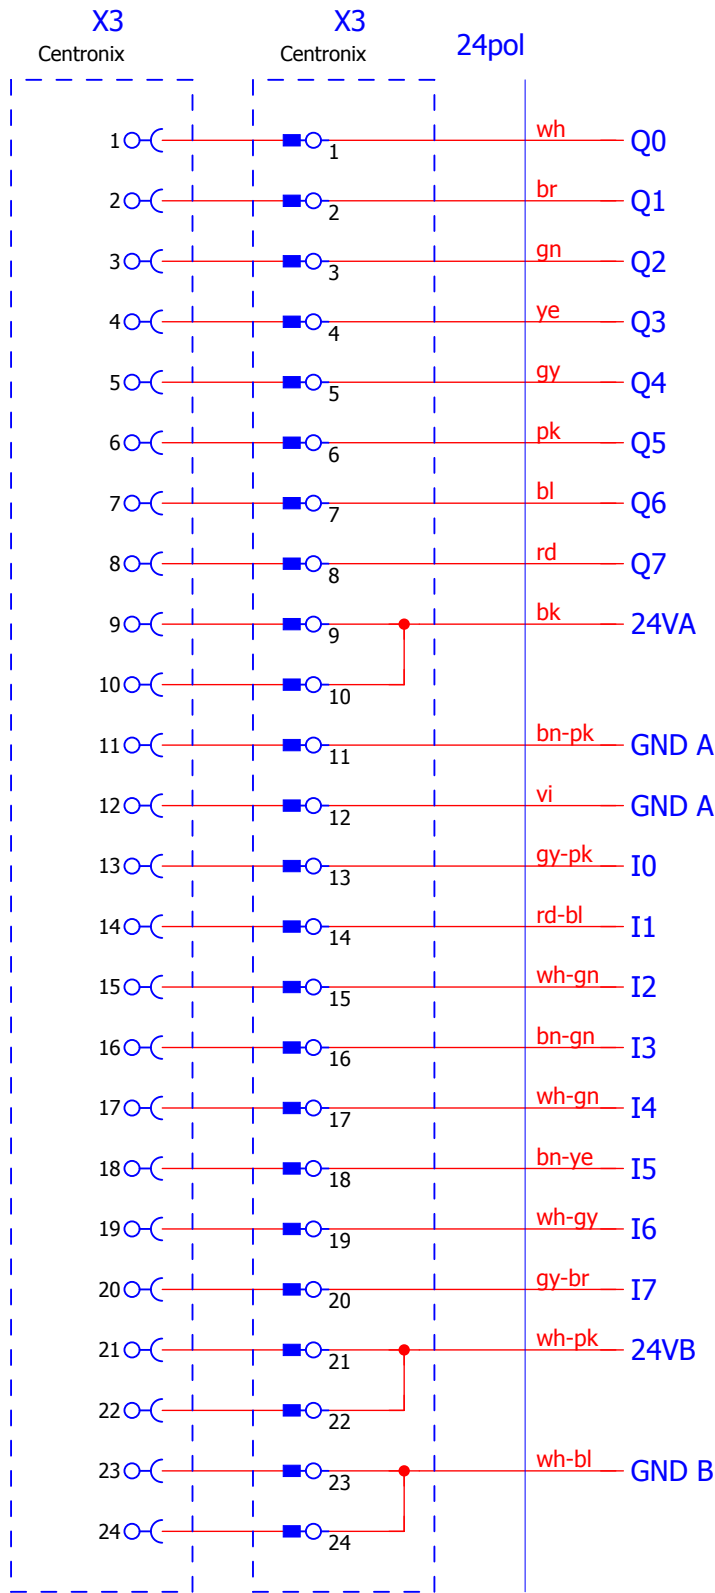 X3 X3
Centronix Centronix 24pol
1 1 wh Q0
2 2 br Q1
3 3 gn Q2
4 4 ye Q3
5 5 gy Q4
6 6 pk Q5
7 7 bl Q6
8 8 rd Q7
9 9 bk 24VA
10 10
11 11 bn-pk GND A
12 12 vi GND A
13 13 gy-pk I0
14 14 rd-bl I1
15 15 wh-gn I2
16 16 bn-gn I3
17 17 wh-gn I4
18 18 bn-ye I5
19 19 wh-gy I6
20 20 gy-br I7
21 21 wh-pk 24VB
22 22
23 23 wh-bl GND B
24 24